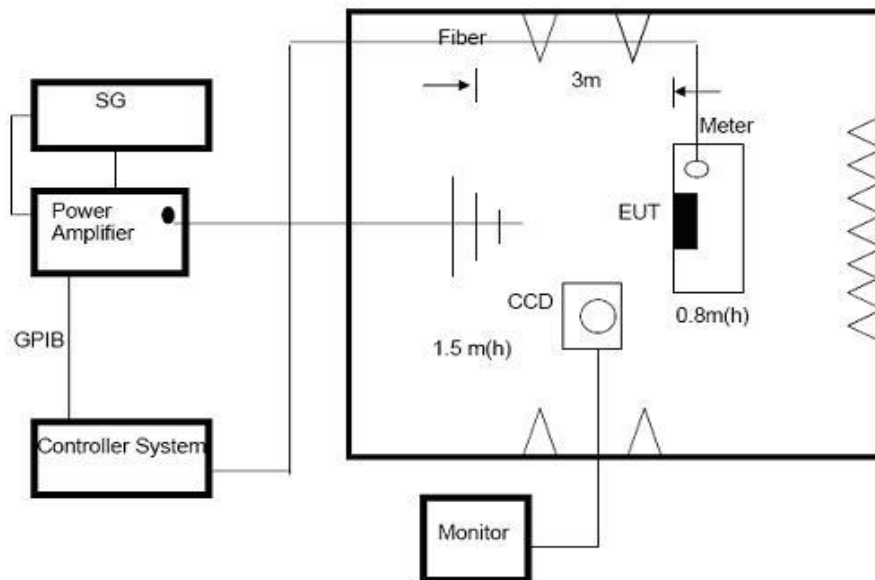 Fiber
3m
SG
Meter
Power
Amplifier
EUT
CCD
0.8m(h)
GPIB
1.5 m(h)
Controller System
Monitor